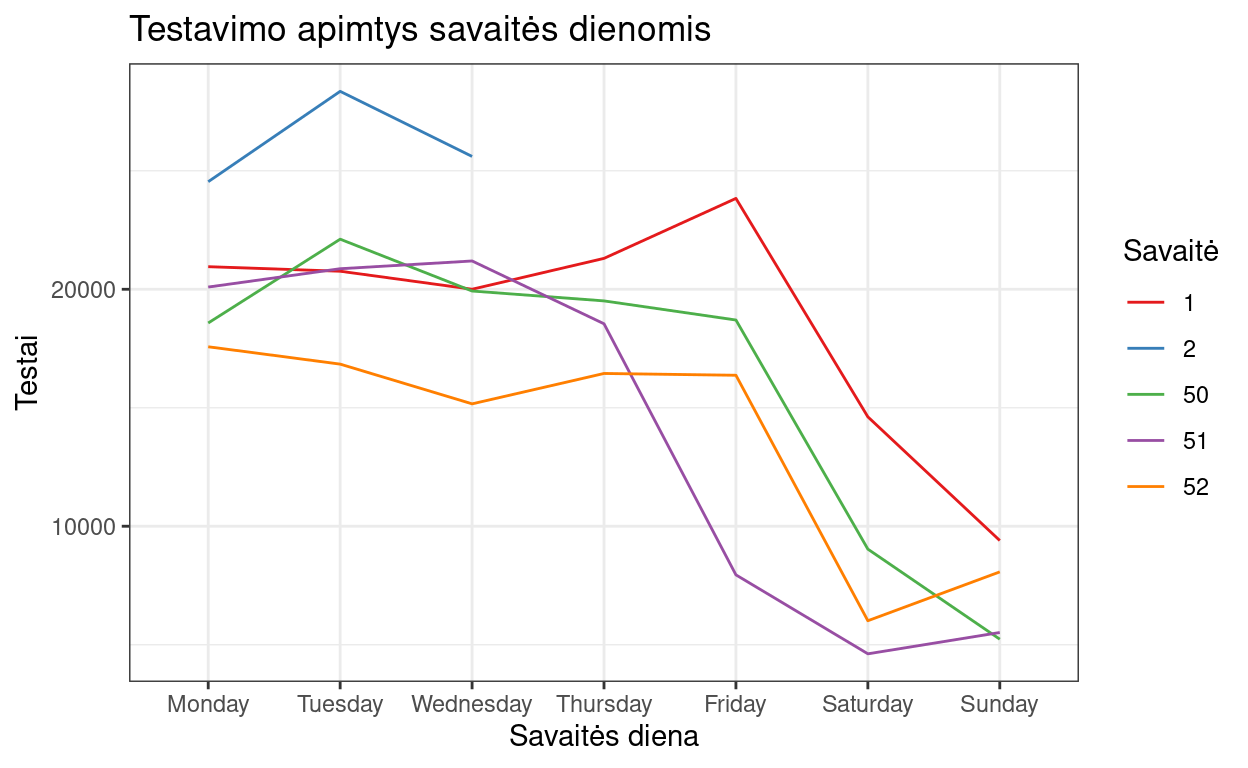 Testavimo apimtys savaitės dienomis
Testai
20000
10000
Monday Tuesday Wednesday Thursday Friday Saturday Sunday
Savaitės diena
Savaitė
1
2
50
51
52